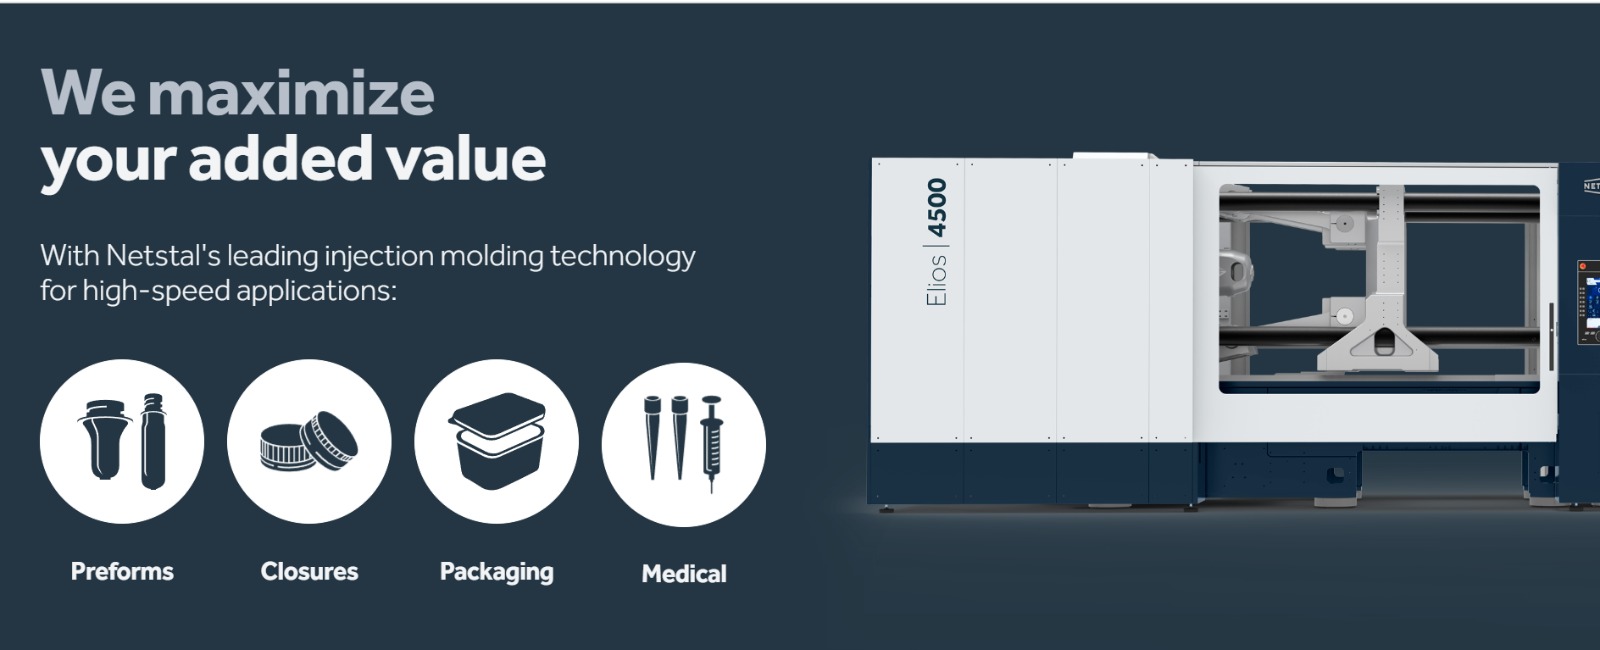 We maximize
your added value
With Netstal's leading injection molding technology
for high-speed applications:
Preforms
Closures
Packaging
Medical
Elios | 4500